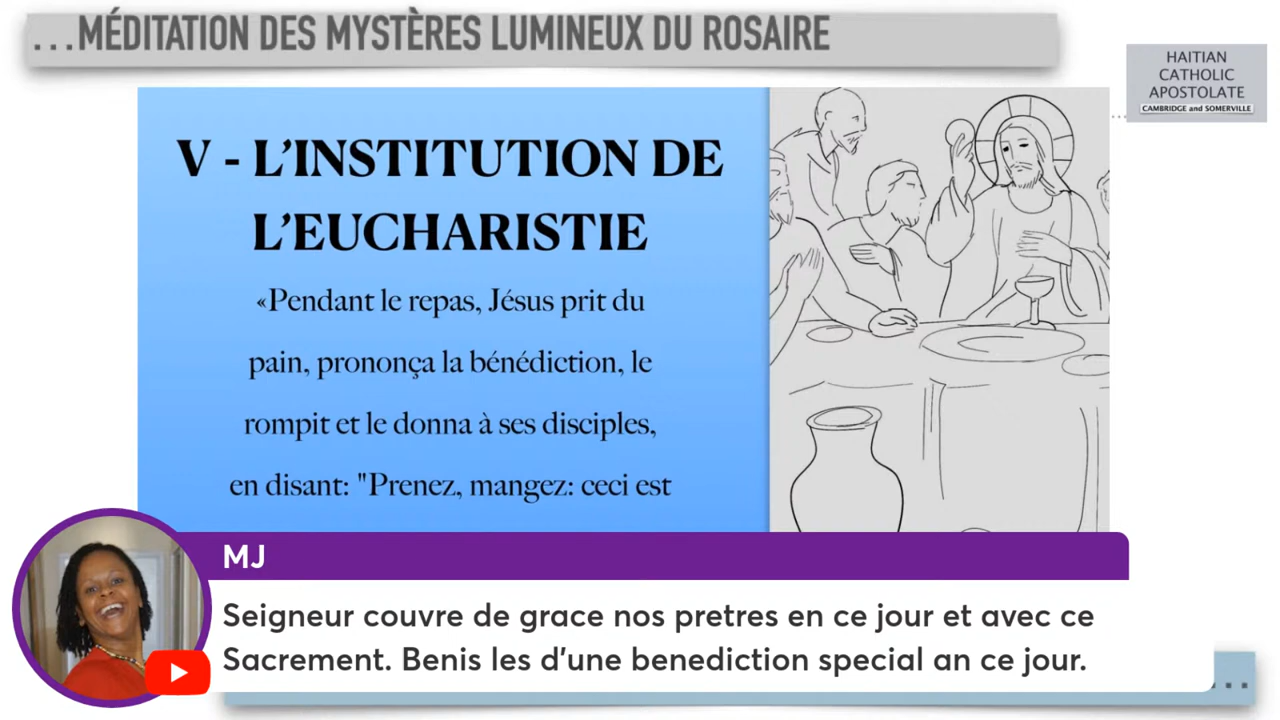 ...MÉDITATION DES MYSTÈRES LUMINEUX DU ROSAIRE
HAITIAN
CATHOLIC
APOSTOLATE
CAMBRIDGE and SOMERVILLE
V - L'INSTITUTION DE
L'EUCHARISTIE
«Pendant le repas, Jésus prit du
pain, prononça la bénédiction, le
rompit et le donna à ses disciples,
en disant: "Prenez, mangez: ceci est
MJ
Seigneur couvre de grace nos pretres en ce jour et avec ce
Sacrement. Benis les d'une benediction special an ce jour.